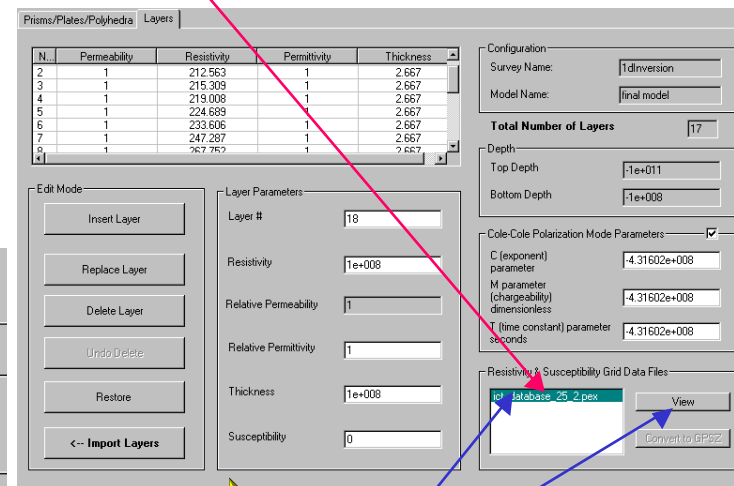 Prisms/Plates/Polyhedra Layers
N... Permeability Resistivity Permittivity Thickness
2 1 212.563 1 2.667
3 1 215.309 1 2.667
4 1 219.008 1 2.667
5 1 224.689 1 2.667
6 1 233.606 1 2.667
7 1 247.287 1 2.667
8 1 267.752 1 2.667
Configuration
Survey Name: 1dInversion
Model Name: final model
Total Number of Layers 17
Depth
Top Depth -1e+011
Bottom Depth -1e+008
Edit Mode
Insert Layer
Replace Layer
Delete Layer
Undo Delete
Restore
<-- Import Layers
Layer Parameters
Layer # 18
Resistivity 1e+008
Relative Permeability 1
Relative Permittivity 1
Thickness 1e+008
Susceptibility 0
Cole-Cole Polarization Mode Parameters
C (exponent)
parameter -4.31602e+008
M parameter
(chargeability) -4.31602e+008
dimensionless
T (time constant) parameter -4.31602e+008
seconds
Resistivity & Susceptibility Grid Data Files
database_25_2.pex
View
Convert to GPSZ